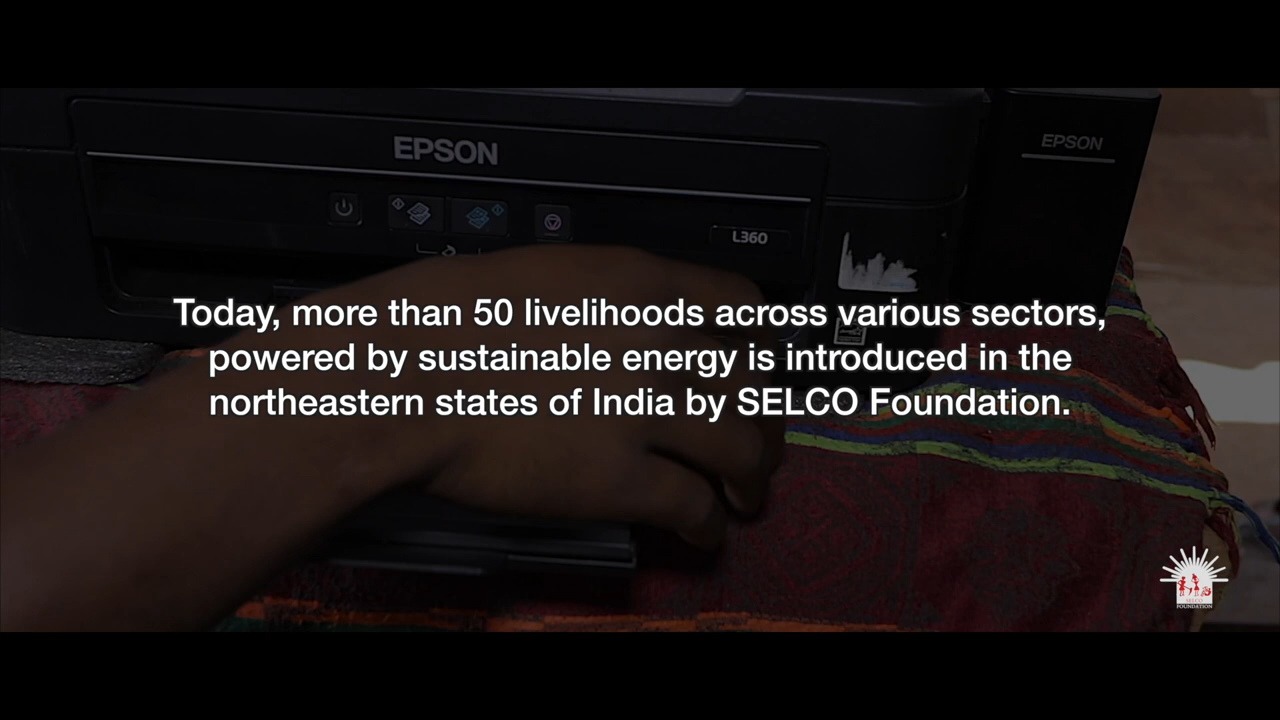 EPSON
EPSON
L360
Today, more than 50 livelihoods across various sectors,
powered by sustainable energy is introduced in the
northeastern states of India by SELCO Foundation.
SELCO
FOUNDATION